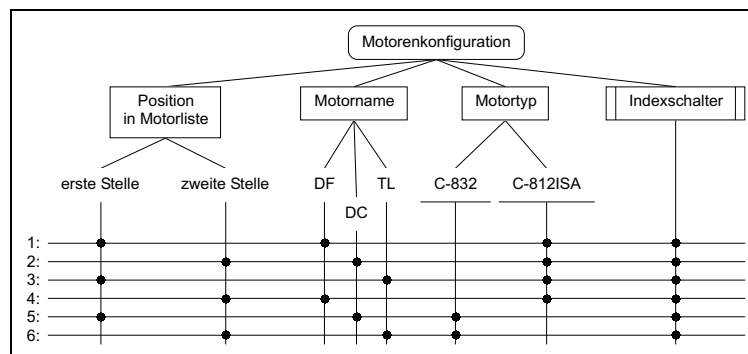 Motorenkonfiguration
Position
in Motorliste
Motorname
Motortyp
Indexschalter
erste Stelle
zweite Stelle
DF
DC
TL
C-832
C-812ISA
1:
2:
3:
4:
5:
6: